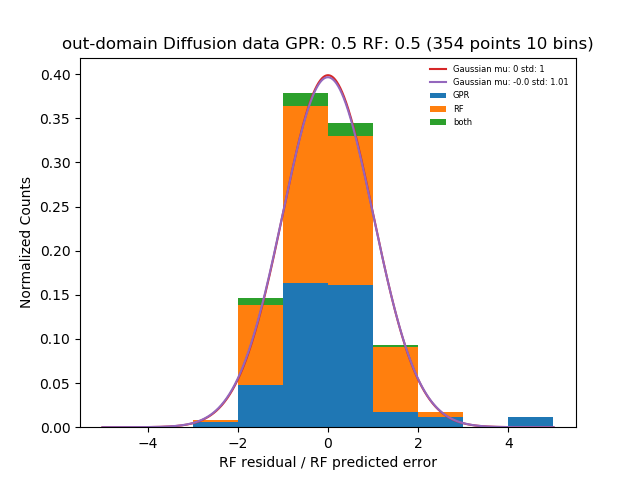 out-domain Diffusion data GPR: 0.5 RF: 0.5 (354 points 10 bins)
Gaussian mu: 0 std: 1
Gaussian mu: -0.0 std: 1.01
GPR
RF
both
Normalized Counts
0.40
0.35
0.30
0.25
0.20
0.15
0.10
0.05
0.00
−4 −2 0 2 4
RF residual / RF predicted error